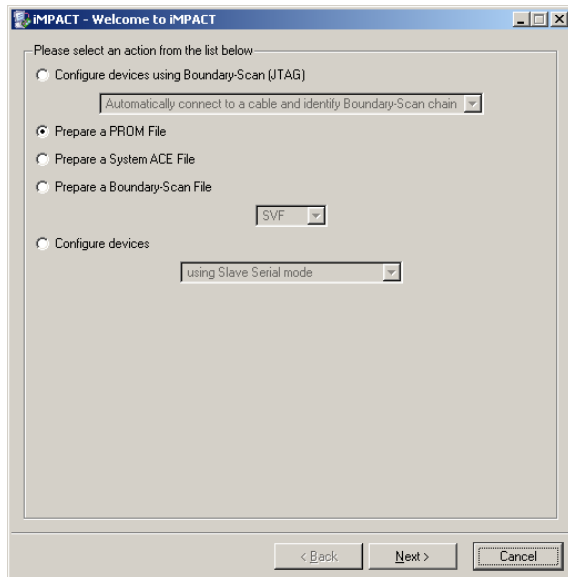 iMPACT - Welcome to iMPACT
Please select an action from the list below
Configure devices using Boundary-Scan (JTAG)
Automatically connect to a cable and identify Boundary-Scan chain
Prepare a PROM File
Prepare a System ACE File
Prepare a Boundary-Scan File
SVF
Configure devices
using Slave Serial mode
< Back Next > Cancel